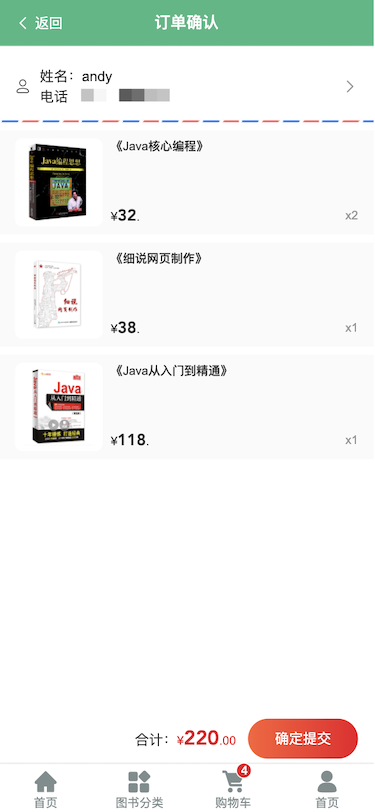 返回
订单确认
姓名：andy
电话
《Java核心编程》
¥32.
x2
《细说网页制作》
¥38.
x1
Java编程思想
JAVA
细说
网页制作
《Java从入门到精通》
Java
从入门到精通
¥118.
x1
合计：¥220.00
确定提交
4
首页
图书分类
购物车
首页